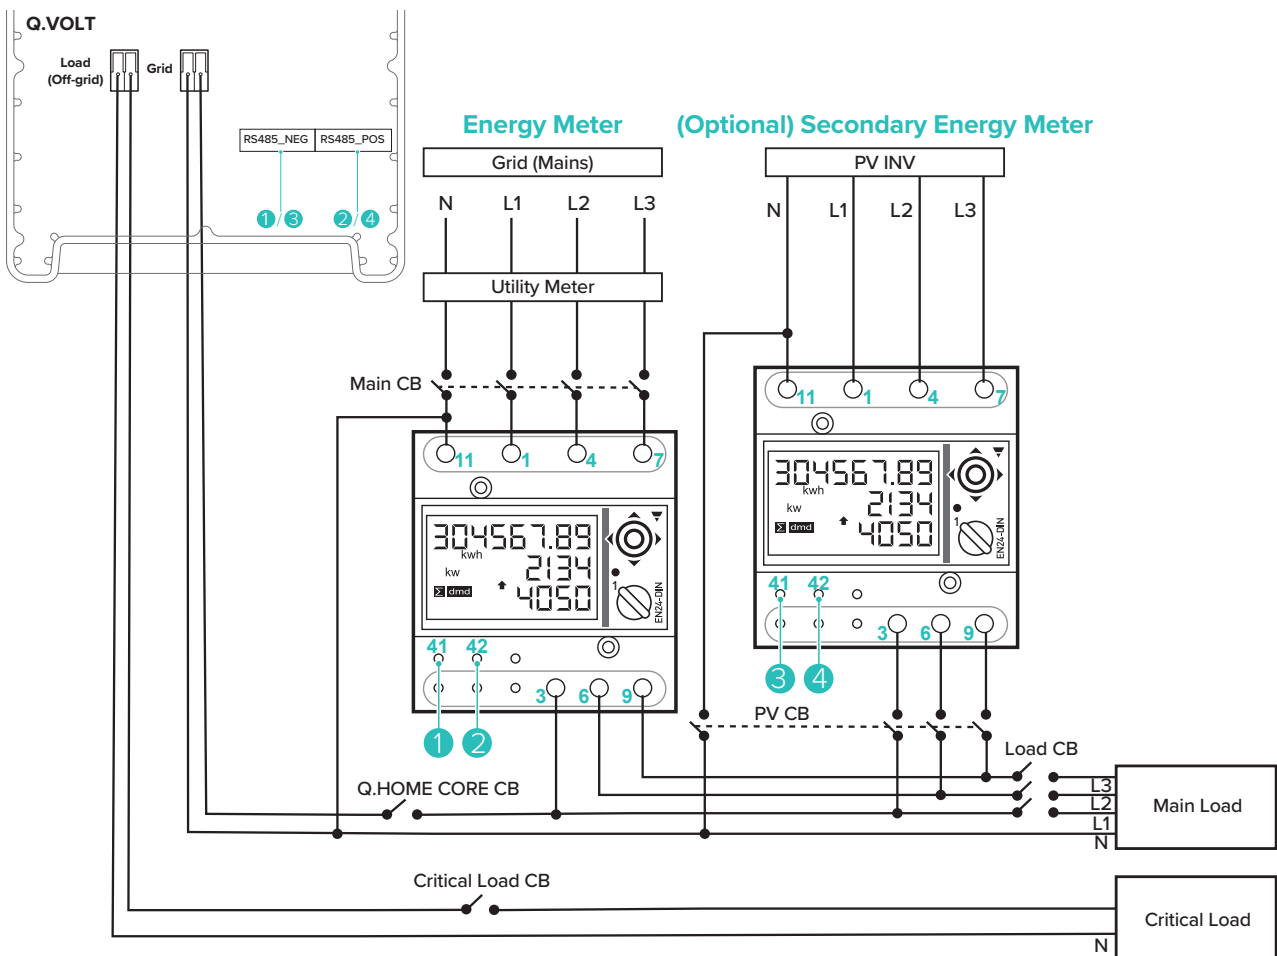 Q.VOLT
Load
(Off-grid)
Grid
RS485_NEG
RS485_POS
1 / 3
2 / 4
Energy Meter
(Optional) Secondary Energy Meter
Grid (Mains)
PV INV
N L1 L2 L3
N L1 L2 L3
Utility Meter
Main CB
11 1 4 7
11 1 4 7
304567.89
kwh
2134
kw
Σ dmd
4050
1
EN24-DIN
304567.89
kwh
2134
kw
Σ dmd
4050
1
EN24-DIN
41 42
3 6 9
1 2
41 42
3 6 9
3 4
PV CB
Load CB
Q.HOME CORE CB
L3
L2
L1
N
Main Load
Critical Load CB
Critical Load
N